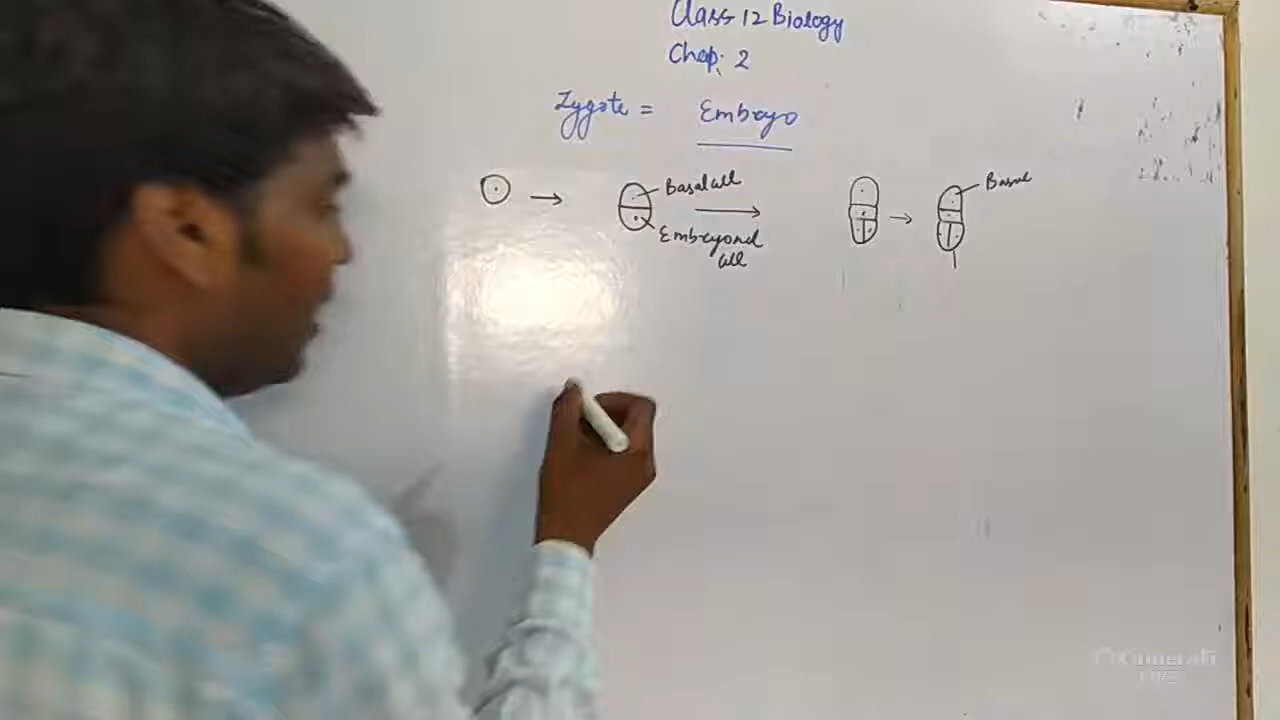 Class 12 Biology
Chap. 2
Zygote = Embryo
Basal cell
Embryonal
cell
Basal